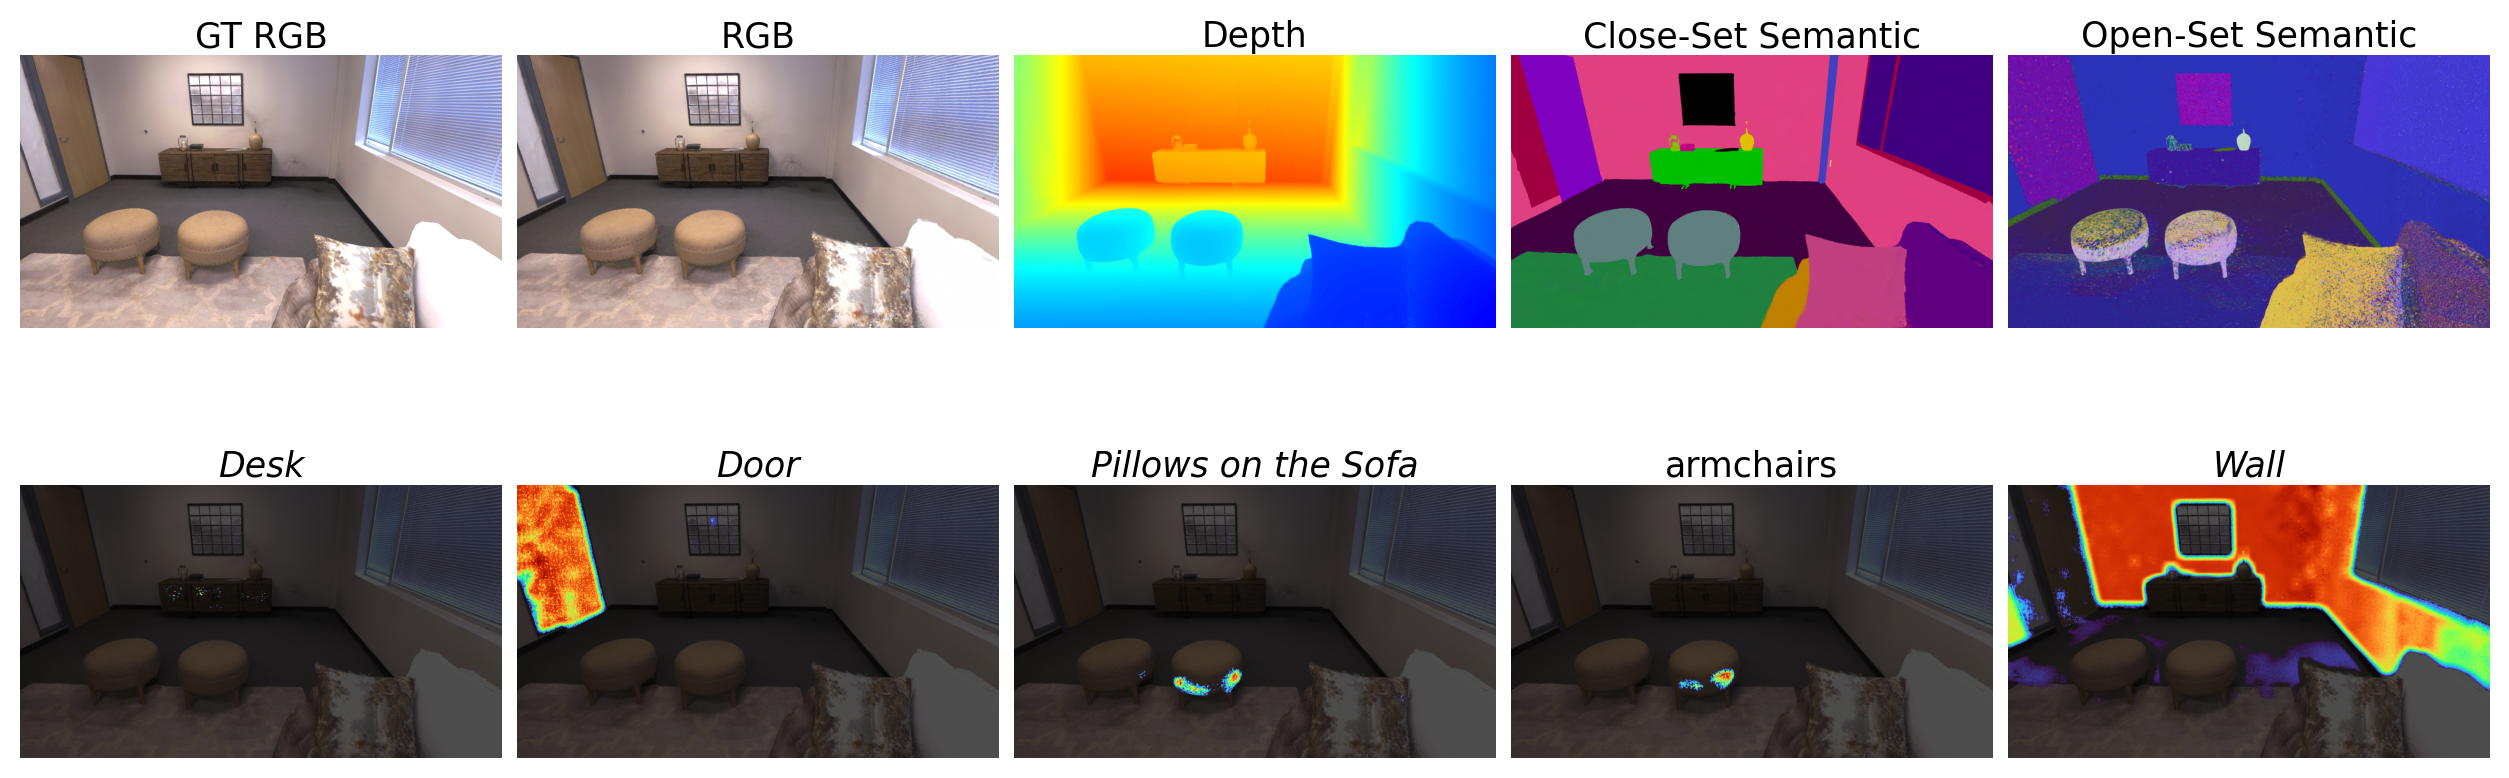 GT RGB
RGB
Depth
Close-Set Semantic
Open-Set Semantic
Desk
Door
Pillows on the Sofa
armchairs
Wall